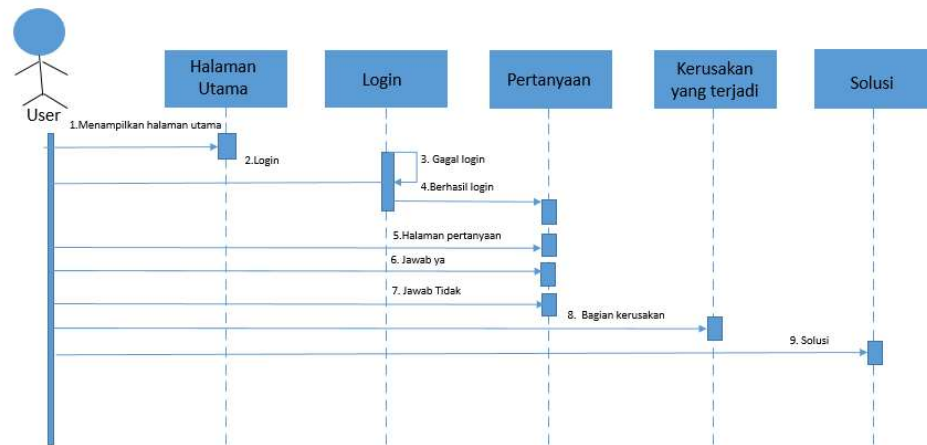 Halaman
Utama
Login
Pertanyaan
Kerusakan
yang terjadi
Solusi
User
1.Menampilkan halaman utama
2.Login
3. Gagal login
4.Berhasil login
5.Halaman pertanyaan
6. Jawab ya
7. Jawab Tidak
8. Bagian kerusakan
9. Solusi